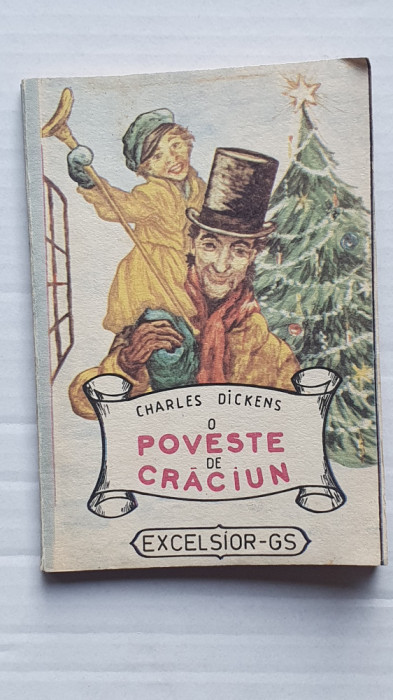 CHARLES DiCKENS
O
POVESTE
DE
CRĂCiUN
EXCELSiOR-GS